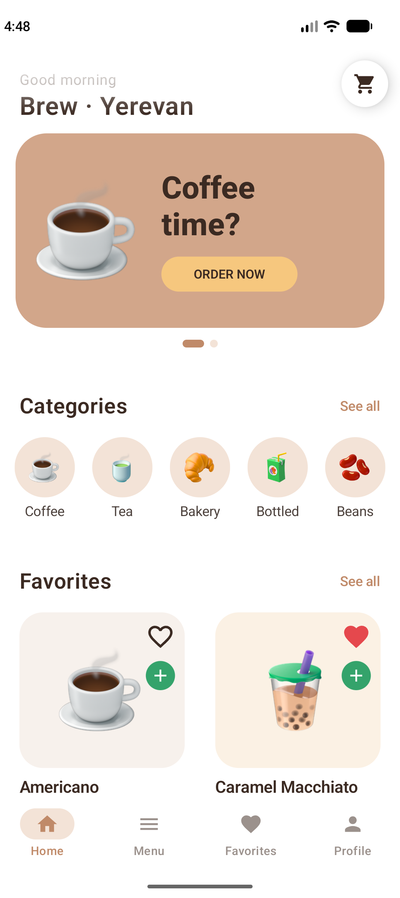 4:48
Good morning
Brew · Yerevan
Coffee
time?
ORDER NOW
Categories
See all
Coffee
Tea
Bakery
Bottled
Beans
Favorites
See all
Americano
Caramel Macchiato
Home
Menu
Favorites
Profile